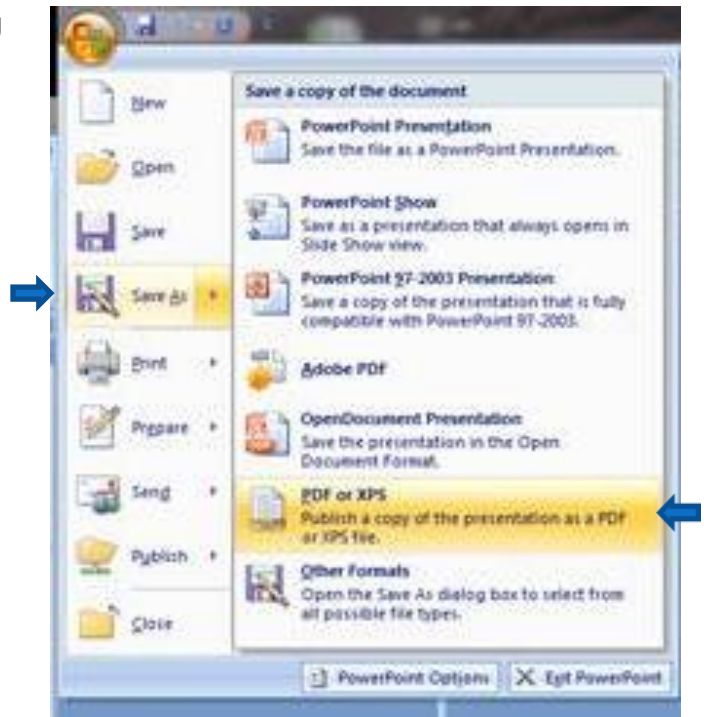 New
Open
Save
Save As
Print
Prepare
Send
Publish
Close
Save a copy of the document
PowerPoint Presentation
Save the file as a PowerPoint Presentation.
PowerPoint Show
Save as a presentation that always opens in
Slide Show view.
PowerPoint 97-2003 Presentation
Save a copy of the presentation that is fully
compatible with PowerPoint 97-2003.
Adobe PDF
OpenDocument Presentation
Save the presentation in the Open
Document Format.
PDF or XPS
Publish a copy of the presentation as a PDF
or XPS file.
Other Formats
Open the Save As dialog box to select from
all possible file types.
PowerPoint Options
Exit PowerPoint